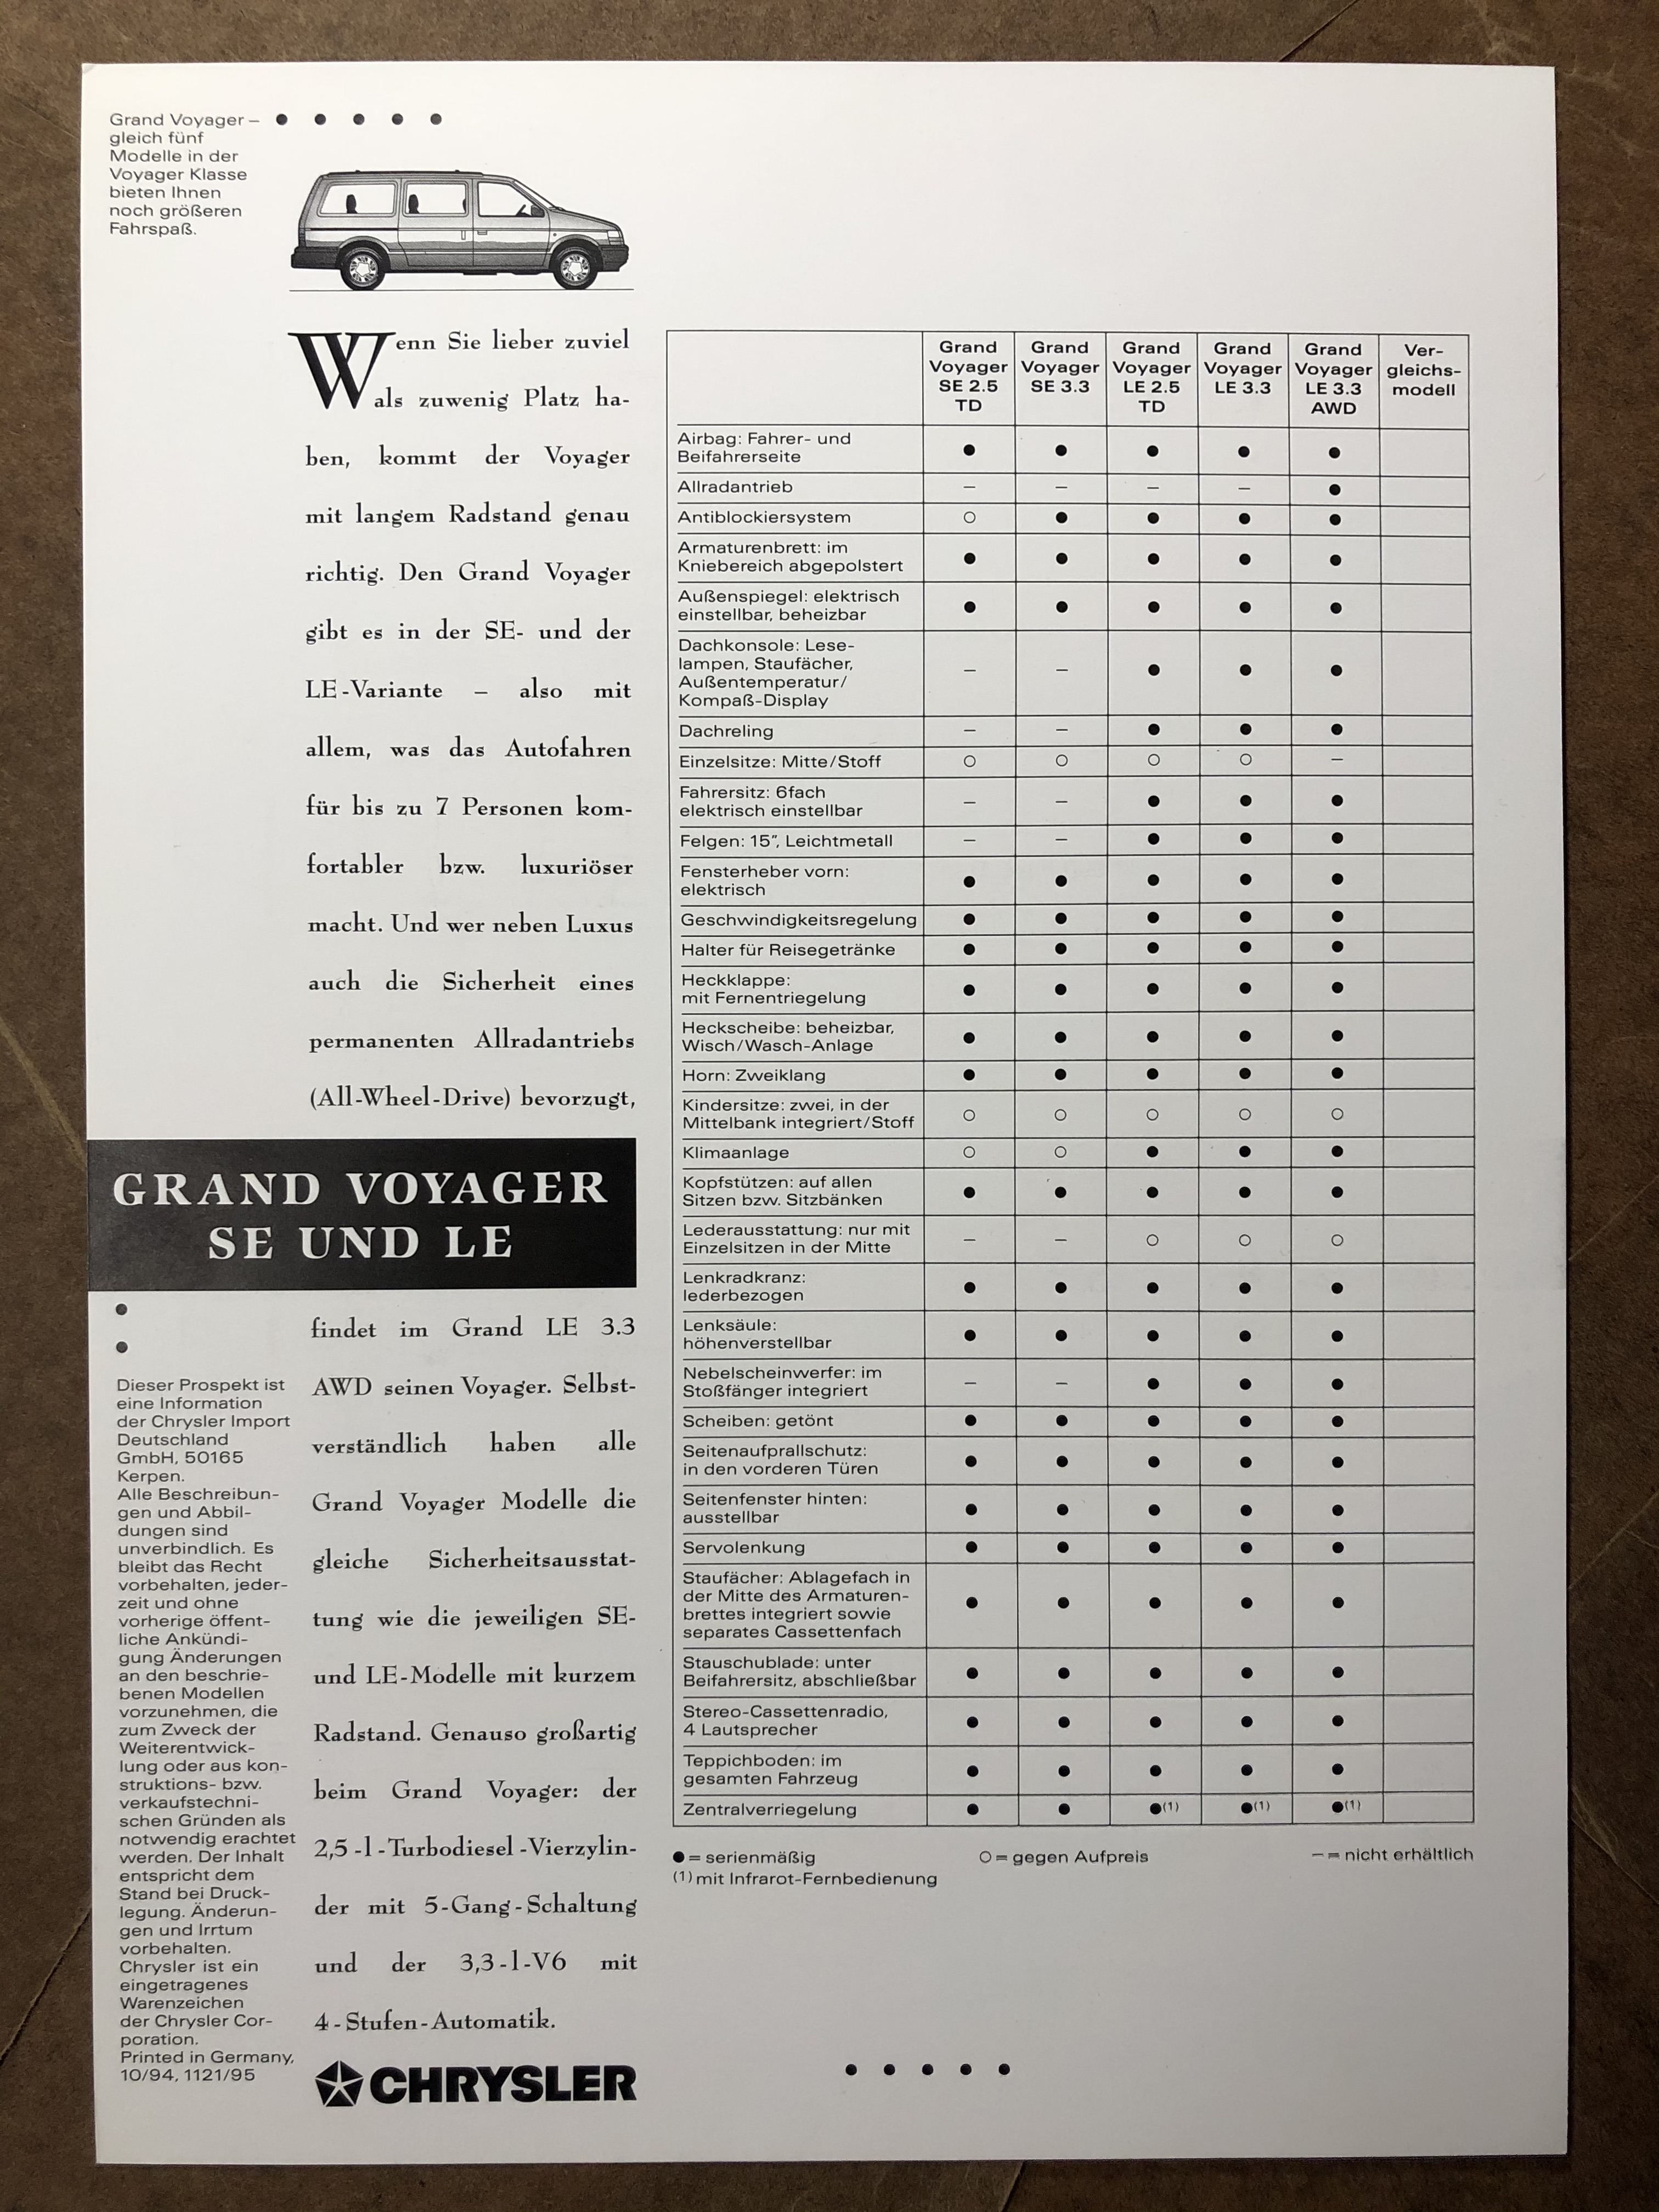 Grand Voyager – ● ● ● ● ●
gleich fünf
Modelle in der
Voyager Klasse
bieten Ihnen
noch größeren
Fahrspaß.
Wenn Sie lieber zuviel
als zuwenig Platz ha-
ben, kommt der Voyager
mit langem Radstand genau
richtig. Den Grand Voyager
gibt es in der SE- und der
LE-Variante – also mit
allem, was das Autofahren
für bis zu 7 Personen kom-
fortabler bzw. luxuriöser
macht. Und wer neben Luxus
auch die Sicherheit eines
permanenten Allradantriebs
(All-Wheel-Drive) bevorzugt,
GRAND VOYAGER
SE UND LE
findet im Grand LE 3.3
AWD seinen Voyager. Selbst-
verständlich haben alle
Grand Voyager Modelle die
gleiche Sicherheitsausstat-
tung wie die jeweiligen SE-
und LE-Modelle mit kurzem
Radstand. Genauso großartig
beim Grand Voyager: der
2,5-l-Turbodiesel-Vierzylin-
der mit 5-Gang-Schaltung
und der 3,3-l-V6 mit
4-Stufen-Automatik.
CHRYSLER
Dieser Prospekt ist
eine Information
der Chrysler Import
Deutschland
GmbH, 50165
Kerpen.
Alle Beschreibun-
gen und Abbil-
dungen sind
unverbindlich. Es
bleibt das Recht
vorbehalten, jeder-
zeit und ohne
vorherige öffent-
liche Ankündi-
gung Änderungen
an den beschrie-
benen Modellen
vorzunehmen, die
zum Zweck der
Weiterentwick-
lung oder aus kon-
struktions- bzw.
verkaufstechni-
schen Gründen als
notwendig erachtet
werden. Der Inhalt
entspricht dem
Stand bei Druck-
legung. Änderun-
gen und Irrtum
vorbehalten.
Chrysler ist ein
eingetragenes
Warenzeichen
der Chrysler Cor-
poration.
Printed in Germany,
10/94, 1121/95
Grand Voyager SE 2.5 TD
Grand Voyager SE 3.3
Grand Voyager LE 2.5 TD
Grand Voyager LE 3.3
Grand Voyager LE 3.3 AWD
Ver-gleichs-modell
Airbag: Fahrer- und
Beifahrerseite ● ● ● ● ●
Allradantrieb – – – – ●
Antiblockiersystem ○ ● ● ● ●
Armaturenbrett: im
Kniebereich abgepolstert ● ● ● ● ●
Außenspiegel: elektrisch
einstellbar, beheizbar ● ● ● ● ●
Dachkonsole: Lese-
lampen, Staufächer,
Außentemperatur/
Kompaß-Display – – ● ● ●
Dachreling – – ● ● ●
Einzelsitze: Mitte/Stoff ○ ○ ○ ○ –
Fahrersitz: 6fach
elektrisch einstellbar – – ● ● ●
Felgen: 15″, Leichtmetall – – ● ● ●
Fensterheber vorn:
elektrisch ● ● ● ● ●
Geschwindigkeitsregelung ● ● ● ● ●
Halter für Reisegetränke ● ● ● ● ●
Heckklappe:
mit Fernentriegelung ● ● ● ● ●
Heckscheibe: beheizbar,
Wisch/Wasch-Anlage ● ● ● ● ●
Horn: Zweiklang ● ● ● ● ●
Kindersitze: zwei, in der
Mittelbank integriert/Stoff ○ ○ ○ ○ ○
Klimaanlage ○ ○ ● ● ●
Kopfstützen: auf allen
Sitzen bzw. Sitzbänken ● ● ● ● ●
Lederausstattung: nur mit
Einzelsitzen in der Mitte – – ○ ○ ○
Lenkradkranz:
lederbezogen ● ● ● ● ●
Lenksäule:
höhenverstellbar ● ● ● ● ●
Nebelscheinwerfer: im
Stoßfänger integriert – – ● ● ●
Scheiben: getönt ● ● ● ● ●
Seitenaufprallschutz:
in den vorderen Türen ● ● ● ● ●
Seitenfenster hinten:
ausstellbar ● ● ● ● ●
Servolenkung ● ● ● ● ●
Staufächer: Ablagefach in
der Mitte des Armaturen-
brettes integriert sowie
separates Cassettenfach ● ● ● ● ●
Stauschublade: unter
Beifahrersitz, abschließbar ● ● ● ● ●
Stereo-Cassettenradio,
4 Lautsprecher ● ● ● ● ●
Teppichboden: im
gesamten Fahrzeug ● ● ● ● ●
Zentralverriegelung ● ● ●(1) ●(1) ●(1)
● = serienmäßig ○ = gegen Aufpreis – = nicht erhältlich
(1) mit Infrarot-Fernbedienung